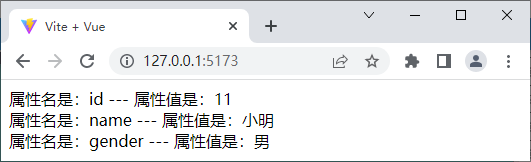 Vite + Vue
127.0.0.1:5173
属性名是：id --- 属性值是：11
属性名是：name --- 属性值是：小明
属性名是：gender --- 属性值是：男